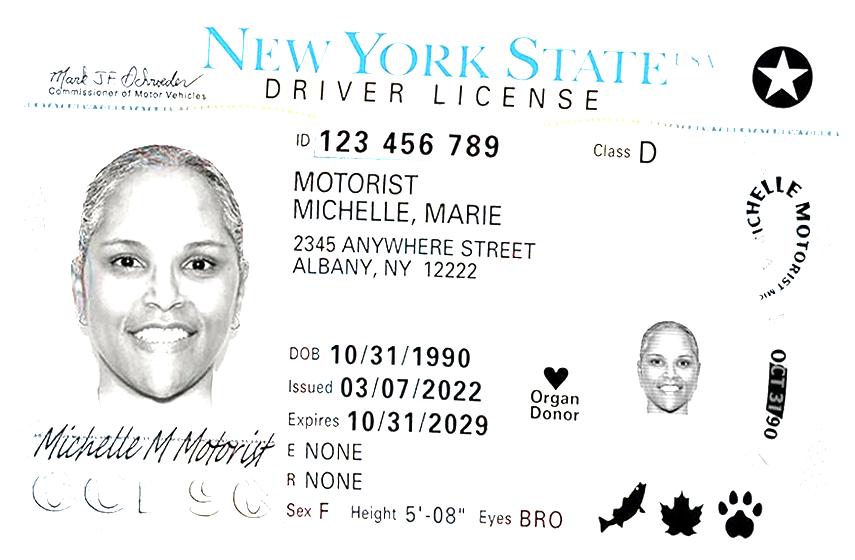 NEW YORK STATE USA
Mark JF Schroeder
Commissioner of Motor Vehicles
DRIVER LICENSE
ID 123 456 789
Class D
MOTORIST
MICHELLE, MARIE
2345 ANYWHERE STREET
ALBANY, NY 12222
MICHELLE MOTORIST MIC
DOB 10/31/1990
Issued 03/07/2022
Expires 10/31/2029
Organ
Donor
OCT 31/90
Michelle M Motorist
E NONE
R NONE
Sex F Height 5'-08" Eyes BRO